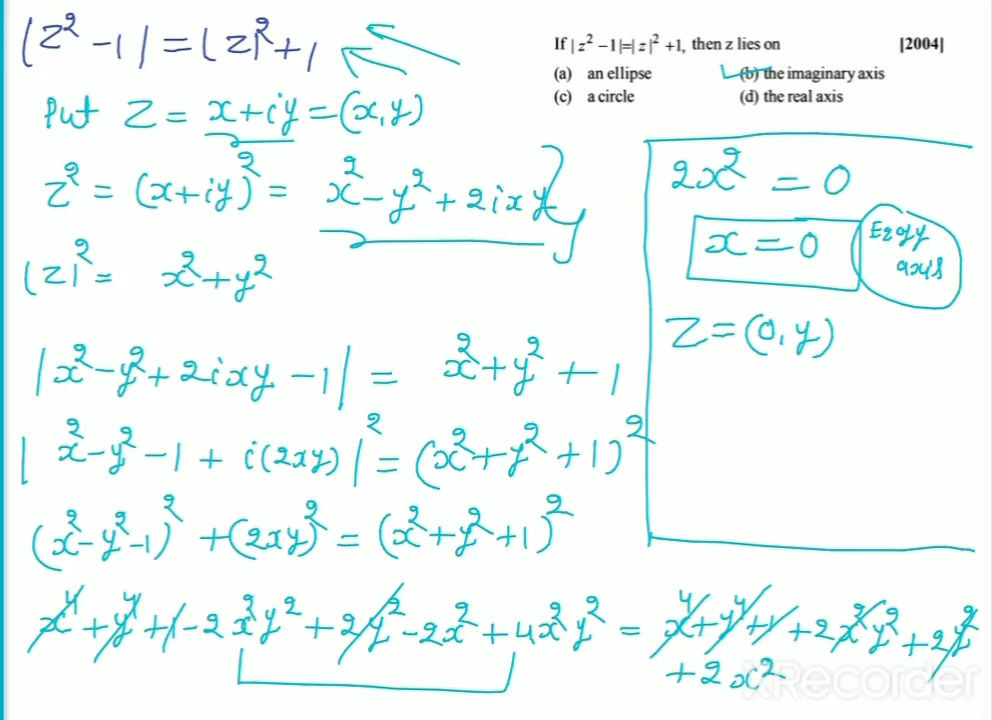 |z² - 1| = |z|² + 1
If | z² −1|=| z|² +1, then z lies on [2004]
(a) an ellipse (b) the imaginary axis
(c) a circle (d) the real axis
Put z = x+iy = (x,y)
z² = (x+iy)² = x² - y² + 2ixy
|z|² = x² + y²
|x² - y² + 2ixy - 1| = x² + y² + 1
| x² - y² - 1 + i(2xy) |² = (x² + y² + 1)²
(x² - y² - 1)² + (2xy)² = (x² + y² + 1)²
x⁴ + y⁴ + 1 - 2x²y² + 2y² - 2x² + 4x²y² = x⁴ + y⁴ + 1 + 2x²y² + 2y²
+ 2x²
2x² = 0
x = 0
axis
z = (0, y)
XRecorder